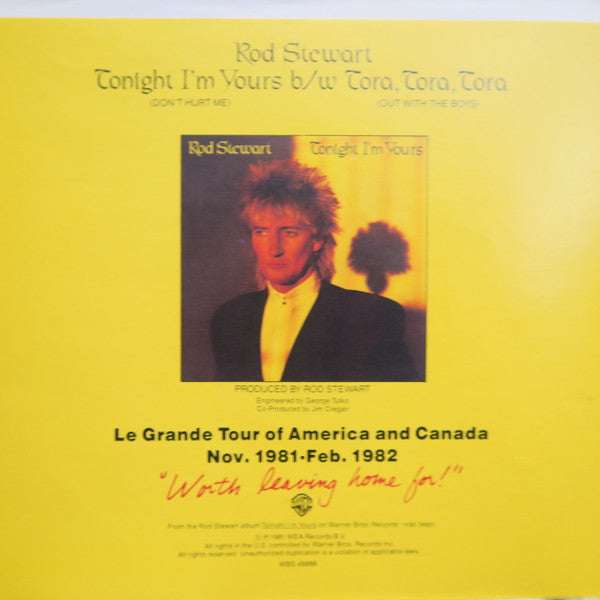 Rod Stewart
Tonight I'm Yours b/w Tora, Tora, Tora
(DON'T HURT ME) (OUT WITH THE BOYS)
Rod Stewart Tonight I'm Yours
PRODUCED BY ROD STEWART
Engineered by George Tutko
Co-Produced by Jim Cregan
Le Grande Tour of America and Canada
Nov. 1981-Feb. 1982
"Worth leaving home for!"
From the Rod Stewart album Tonight I'm Yours on Warner Bros. Records
© ℗ 1981 WEA Records B.V.
All rights in the U.S. controlled by Warner Bros. Records Inc.
All rights reserved. Unauthorized duplication is a violation of applicable laws.
WBS 49886